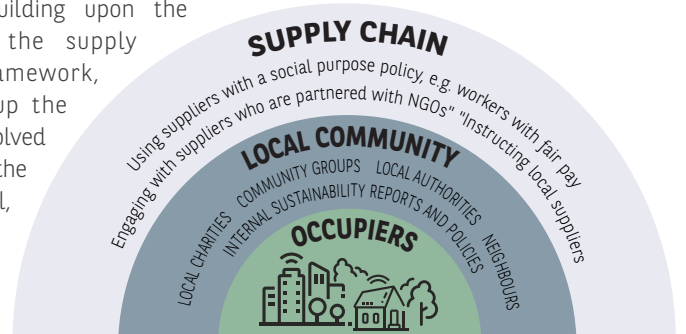 uilding upon the
the supply
amework,
up the
olved
the
l,
SUPPLY CHAIN
Using suppliers with a social purpose policy, e.g. workers with fair pay
Engaging with suppliers who are partnered with NGOs" "Instructing local suppliers
LOCAL COMMUNITY
LOCAL CHARITIES COMMUNITY GROUPS LOCAL AUTHORITIES NEIGHBOURS
INTERNAL SUSTAINABILITY REPORTS AND POLICIES
OCCUPIERS